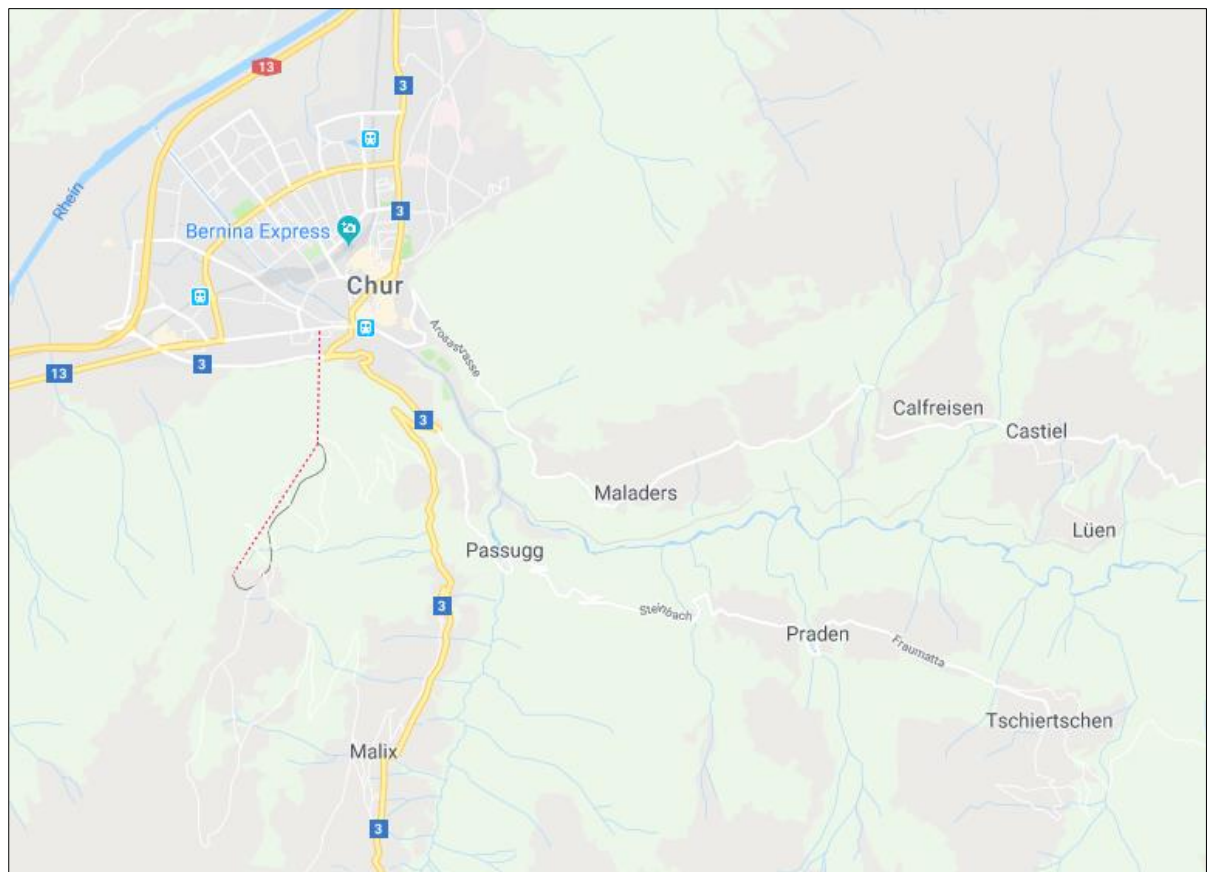 13
3
3
Rhein
Bernina Express
Chur
Arosastrasse
3
13
3
Calfreisen
Castiel
Maladers
Lüen
Passugg
3
Steinbach
Praden
Fraumatta
Tschiertschen
Malix
3